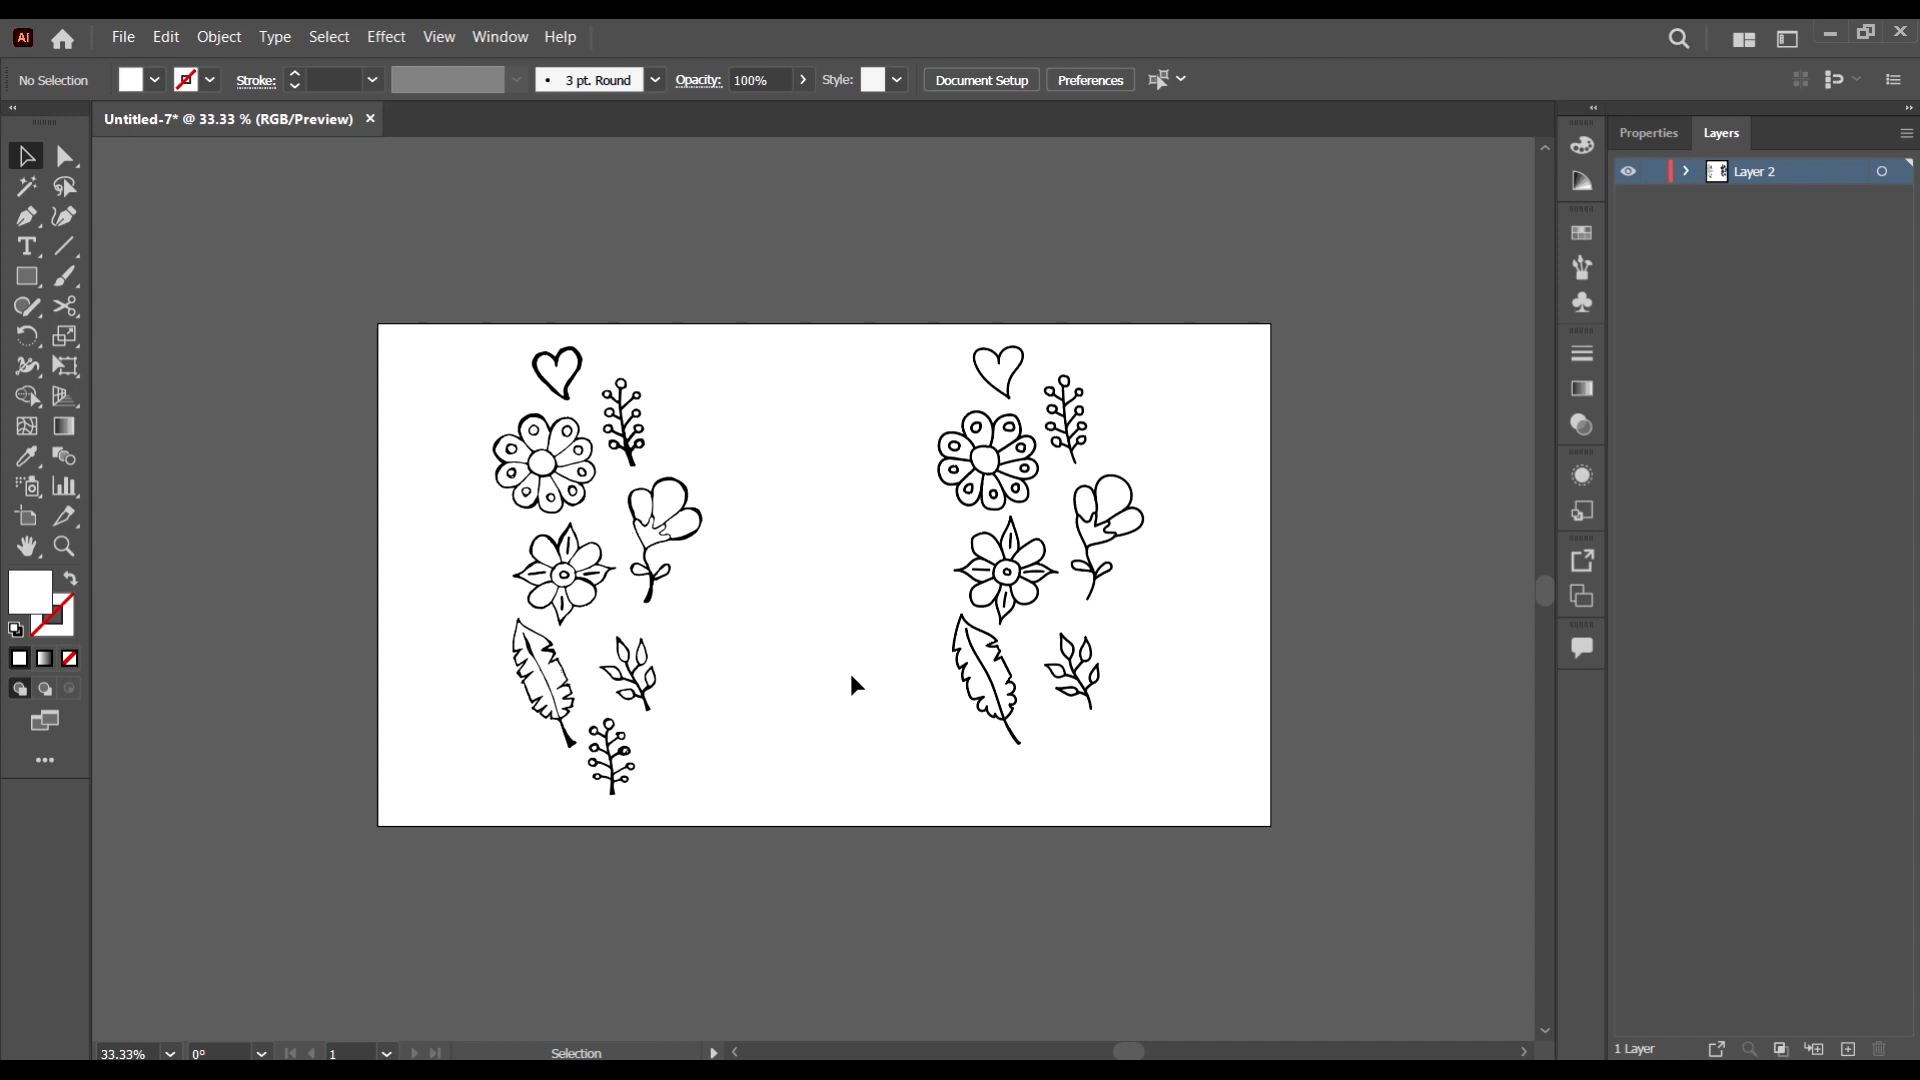 Ai File Edit Object Type Select Effect View Window Help
No Selection Stroke: 3 pt. Round Opacity: 100% Style: Document Setup Preferences
Untitled-7* @ 33.33 % (RGB/Preview) ×
Properties Layers
Layer 2
33.33% 0° 1 Selection
1 Layer